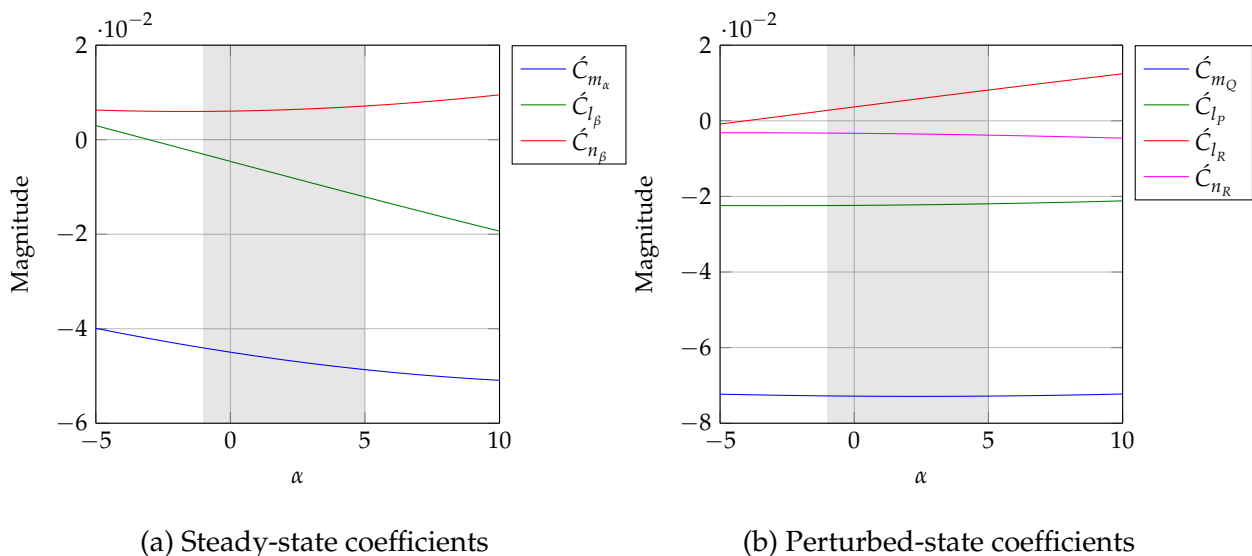 ·10⁻²
2
0
−2
−4
−6
−5 0 5 10
α
Magnitude
Ć_{m_α}
Ć_{l_β}
Ć_{n_β}
(a) Steady-state coefficients
·10⁻²
2
0
−2
−4
−6
−8
−5 0 5 10
α
Magnitude
Ć_{m_Q}
Ć_{l_P}
Ć_{l_R}
Ć_{n_R}
(b) Perturbed-state coefficients